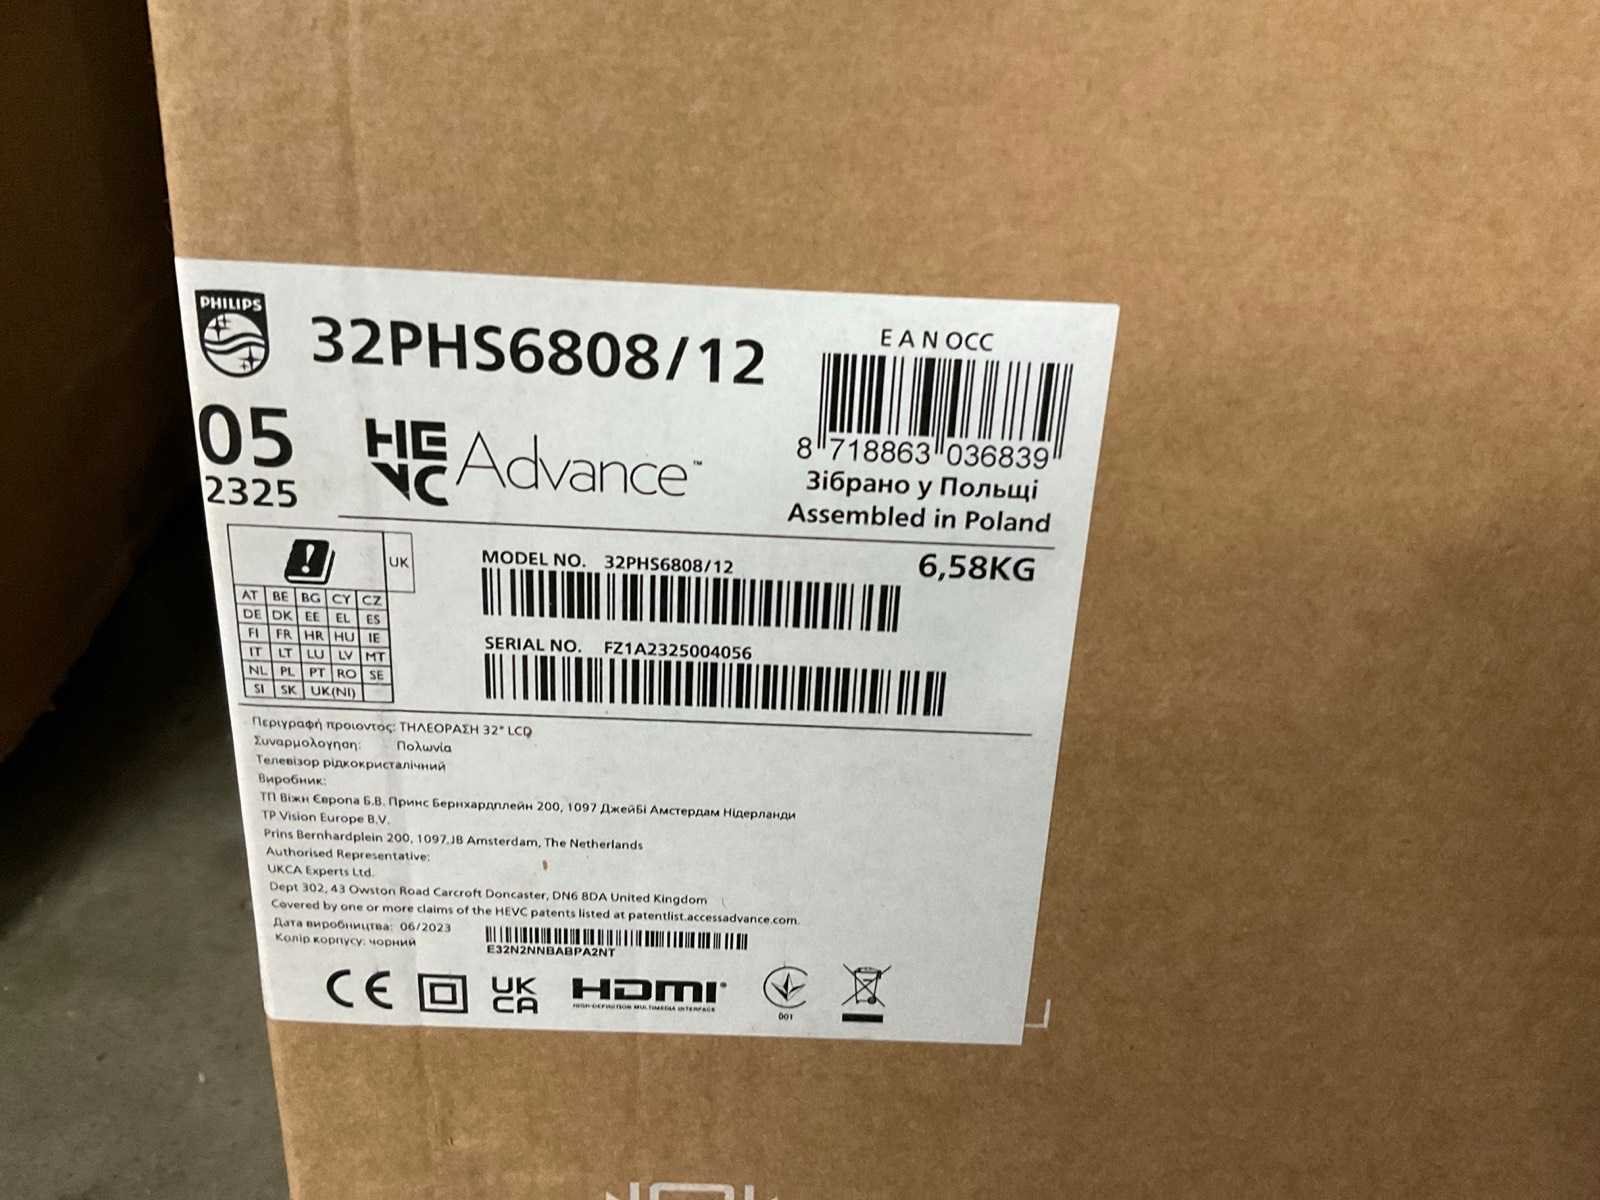 PHILIPS
32PHS6808/12
EAN OCC
8 718863 036839
05
2325
HEVC Advance™
Зібрано у Польщі
Assembled in Poland
UK
MODEL NO. 32PHS6808/12
6,58KG
AT BE BG CY CZ
DE DK EE EL ES
FI FR HR HU IE
IT LT LU LV MT
NL PL PT RO SE
SI SK UK(NI)
SERIAL NO. FZ1A2325004056
Περιγραφή προιοντος: ΤΗΛΕΟΡΑΣΗ 32" LCD
Συναρμολογηση: Πολωνία
Телевізор рідкокристалічний
Виробник:
ТП Віжн Європа Б.В. Принс Бернхардплейн 200, 1097 ДжейБі Амстердам Нідерланди
TP Vision Europe B.V.
Prins Bernhardplein 200, 1097 JB Amsterdam, The Netherlands
Authorised Representative:
UKCA Experts Ltd.
Dept 302, 43 Owston Road Carcroft Doncaster, DN6 8DA United Kingdom
Covered by one or more claims of the HEVC patents listed at patentlist.accessadvance.com.
Дата виробництва: 06/2023
Колір корпусу: чорний
E32N2NNBABPA2NT
CE
UK
CA
HDMI
HIGH-DEFINITION MULTIMEDIA INTERFACE
001